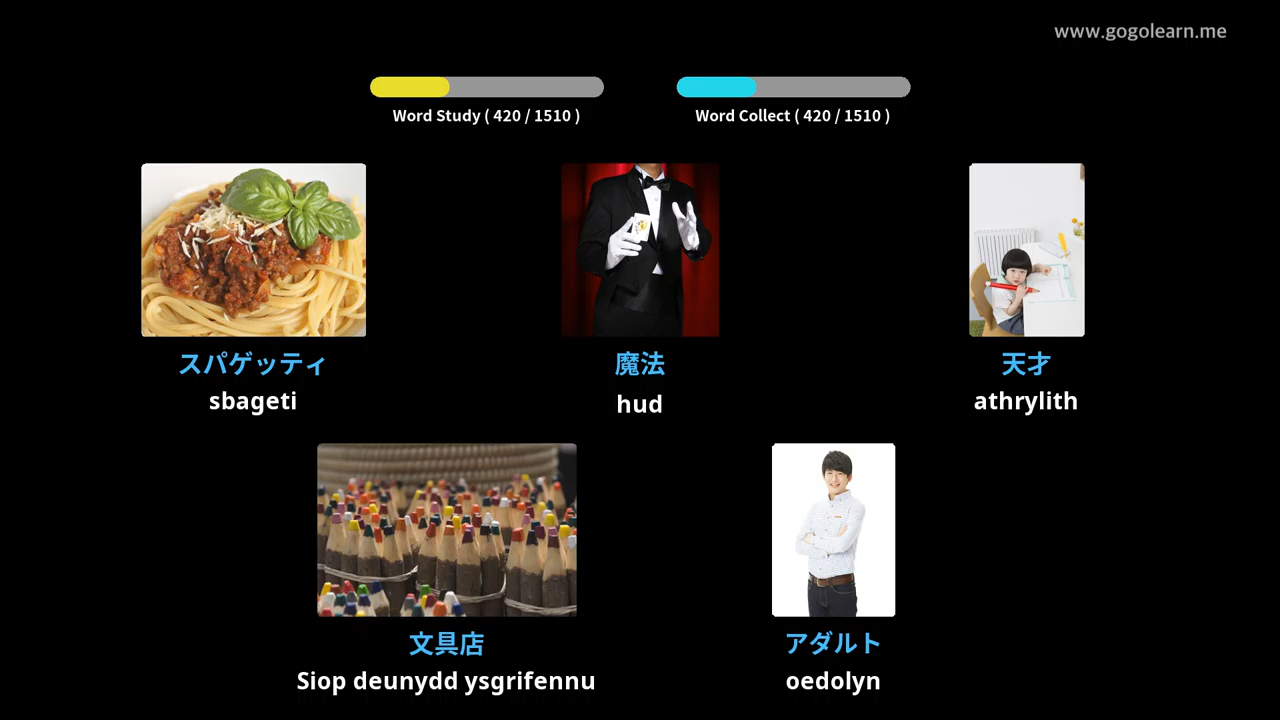 www.gogolearn.me
Word Study ( 420 / 1510 )
Word Collect ( 420 / 1510 )
スパゲッティ
sbageti
魔法
hud
天才
athrylith
文具店
Siop deunydd ysgrifennu
アダルト
oedolyn